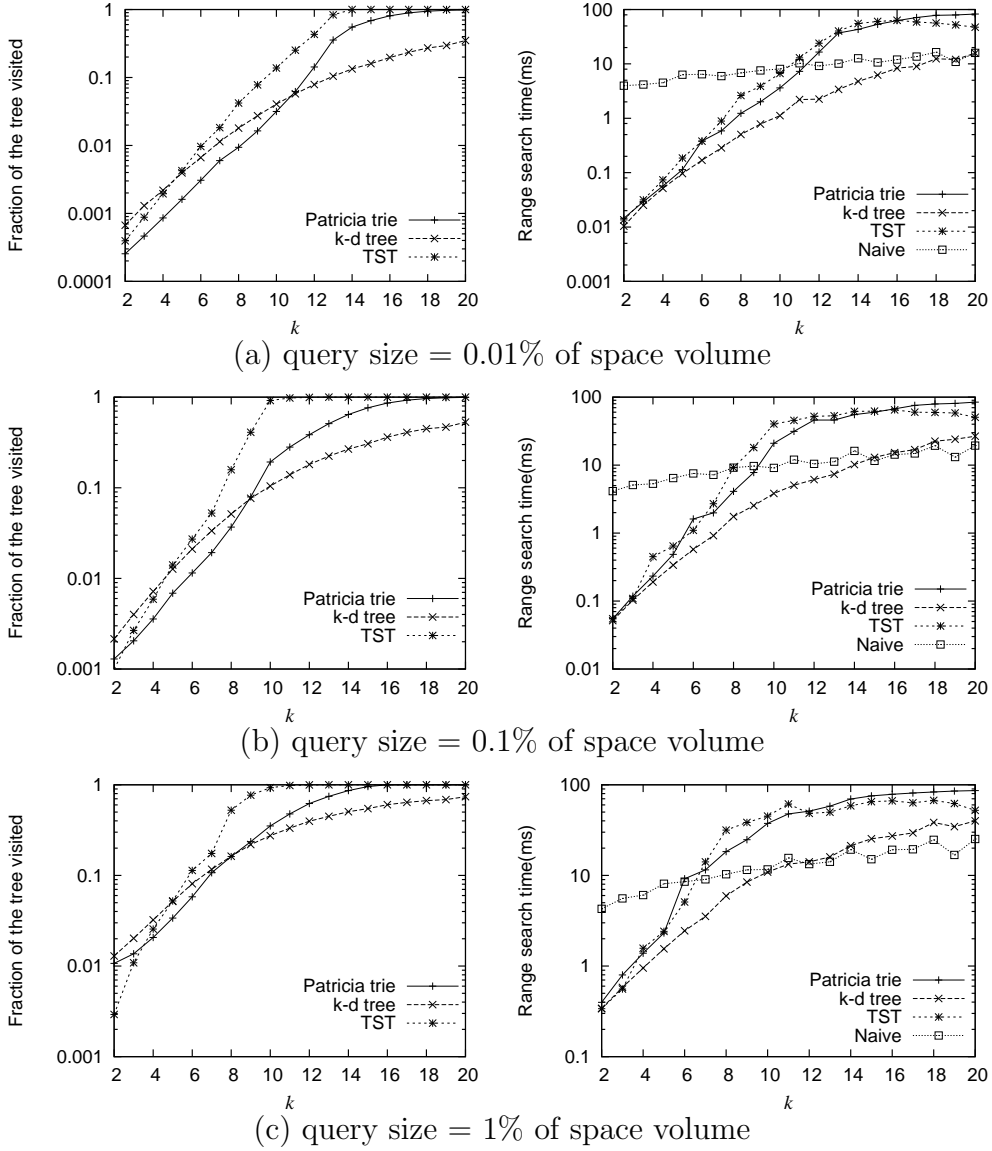 Fraction of the tree visited
1
0.1
0.01
0.001
0.0001
2 4 6 8 10 12 14 16 18 20
k
Patricia trie
k-d tree
TST
Range search time(ms)
100
10
1
0.1
0.01
0.001
2 4 6 8 10 12 14 16 18 20
k
Patricia trie
k-d tree
TST
Naive
(a) query size = 0.01% of space volume
Fraction of the tree visited
1
0.1
0.01
0.001
2 4 6 8 10 12 14 16 18 20
k
Patricia trie
k-d tree
TST
Range search time(ms)
100
10
1
0.1
0.01
2 4 6 8 10 12 14 16 18 20
k
Patricia trie
k-d tree
TST
Naive
(b) query size = 0.1% of space volume
Fraction of the tree visited
1
0.1
0.01
0.001
2 4 6 8 10 12 14 16 18 20
k
Patricia trie
k-d tree
TST
Range search time(ms)
100
10
1
0.1
2 4 6 8 10 12 14 16 18 20
k
Patricia trie
k-d tree
TST
Naive
(c) query size = 1% of space volume